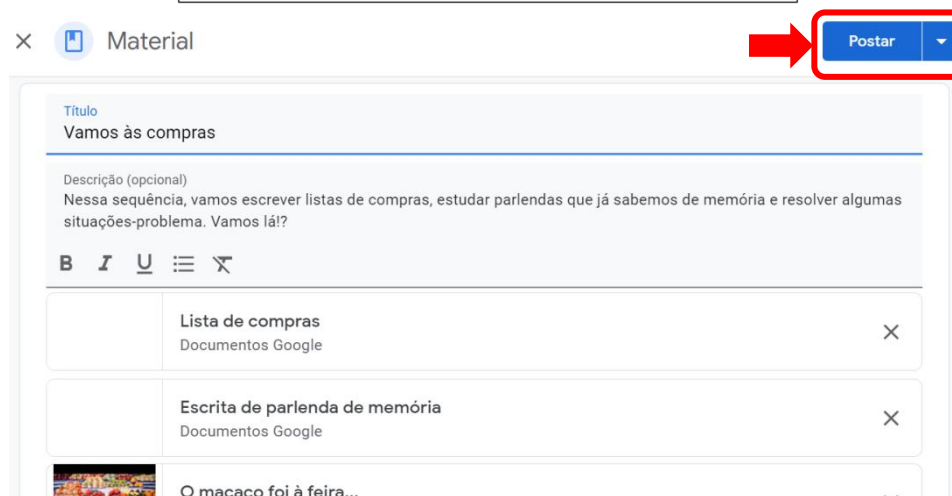 Material
Postar
Título
Vamos às compras
Descrição (opcional)
Nessa sequência, vamos escrever listas de compras, estudar parlendas que já sabemos de memória e resolver algumas
situações-problema. Vamos lá!?
B I U
Lista de compras
Documentos Google
Escrita de parlenda de memória
Documentos Google
O macaco foi à feira...